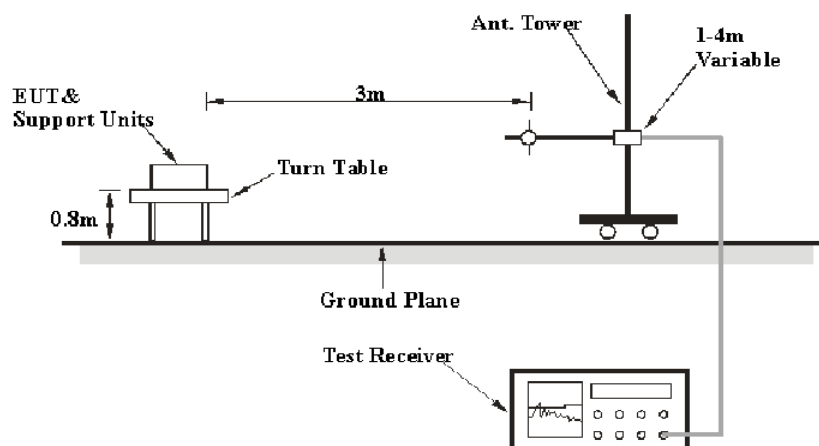 Ant. Tower
1-4m
Variable
EUT&
Support Units
3m
Turn Table
0.8m
Ground Plane
Test Receiver